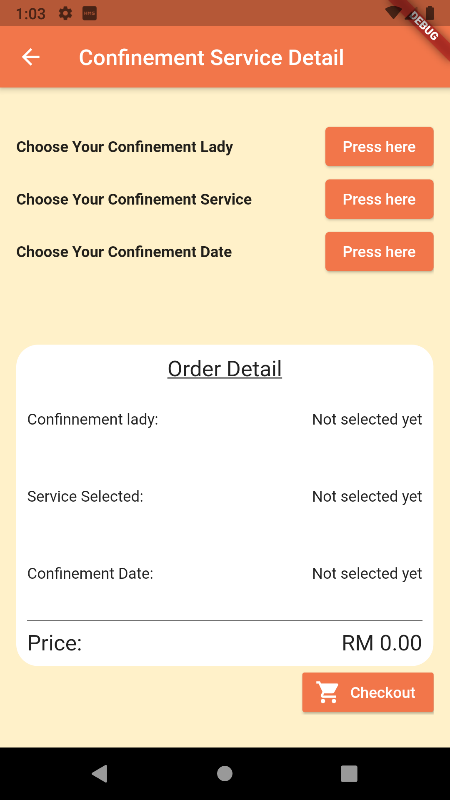 1:03
DEBUG
Confinement Service Detail
Choose Your Confinement Lady Press here
Choose Your Confinement Service Press here
Choose Your Confinement Date Press here
Order Detail
Confinnement lady: Not selected yet
Service Selected: Not selected yet
Confinement Date: Not selected yet
Price: RM 0.00
Checkout